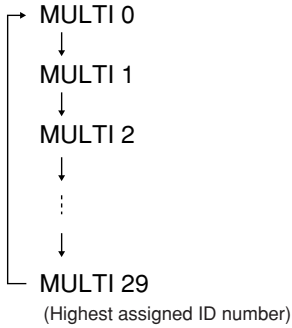 MULTI 0
MULTI 1
MULTI 2
MULTI 29
(Highest assigned ID number)